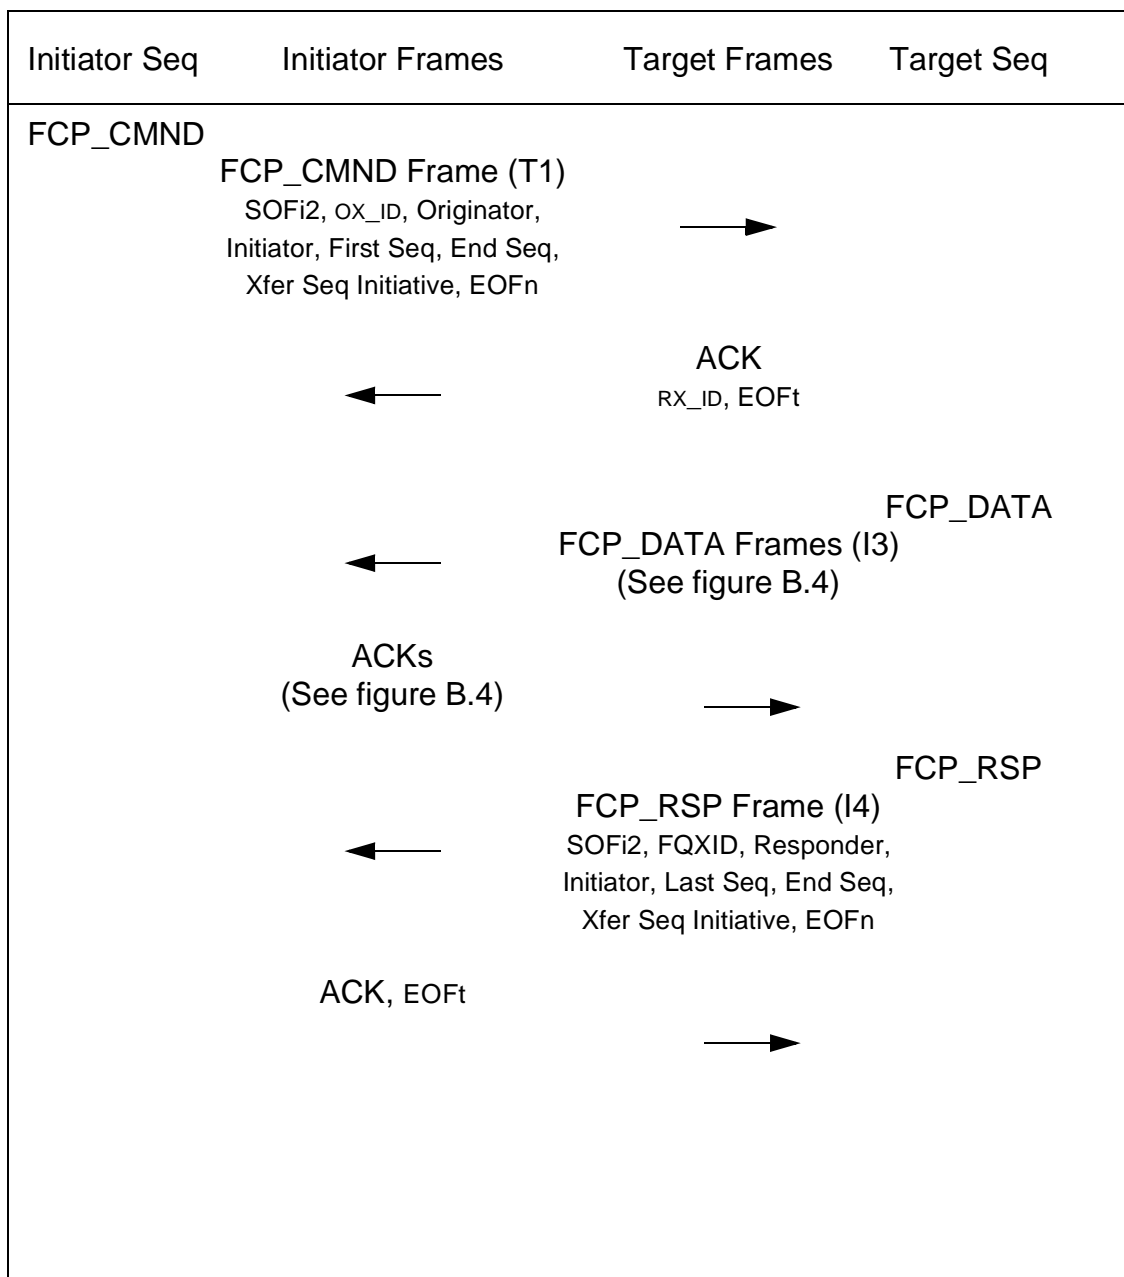 Initiator Seq Initiator Frames Target Frames Target Seq
FCP_CMND
FCP_CMND Frame (T1)
SOFi2, OX_ID, Originator,
Initiator, First Seq, End Seq,
Xfer Seq Initiative, EOFn
ACK
RX_ID, EOFt
FCP_DATA
FCP_DATA Frames (I3)
(See figure B.4)
ACKs
(See figure B.4)
FCP_RSP
FCP_RSP Frame (I4)
SOFi2, FQXID, Responder,
Initiator, Last Seq, End Seq,
Xfer Seq Initiative, EOFn
ACK, EOFt